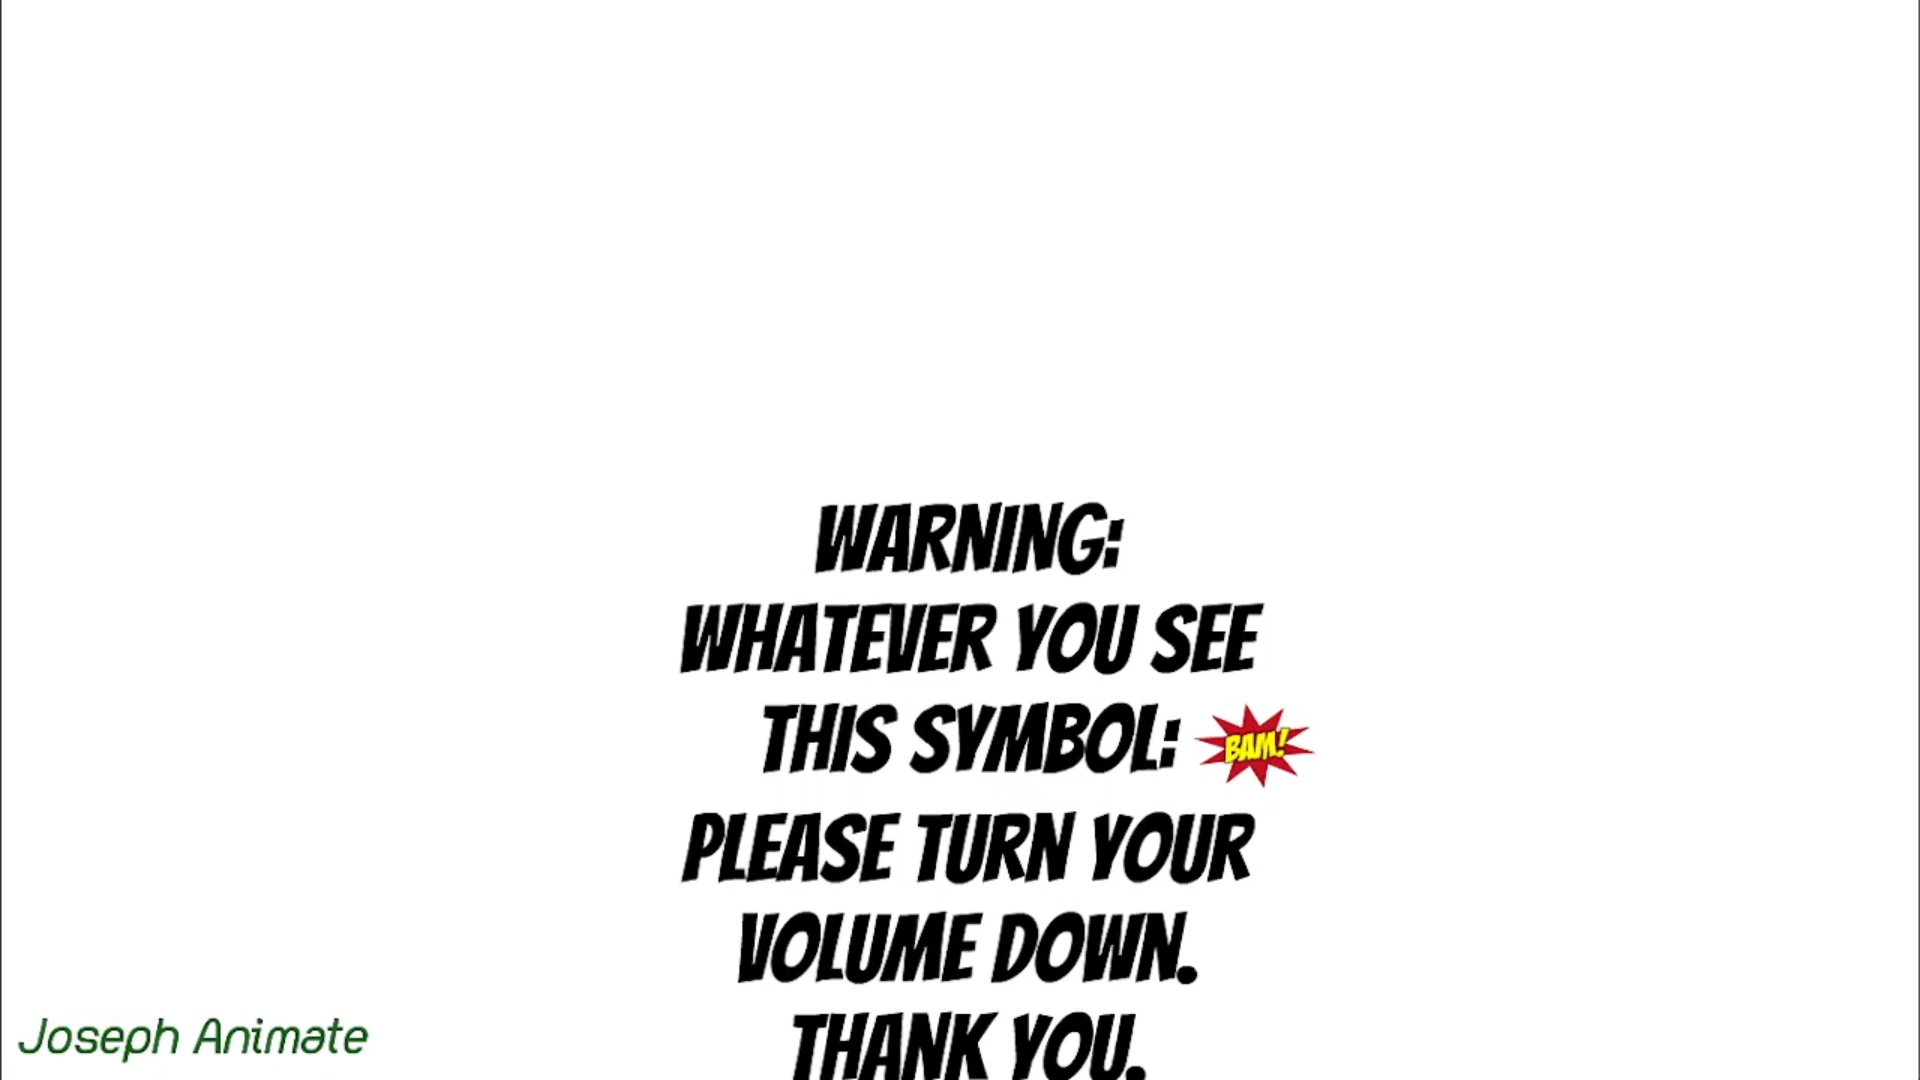 WARNING:
WHATEVER YOU SEE
THIS SYMBOL: BAM!
PLEASE TURN YOUR
VOLUME DOWN.
THANK YOU.
Joseph Animate